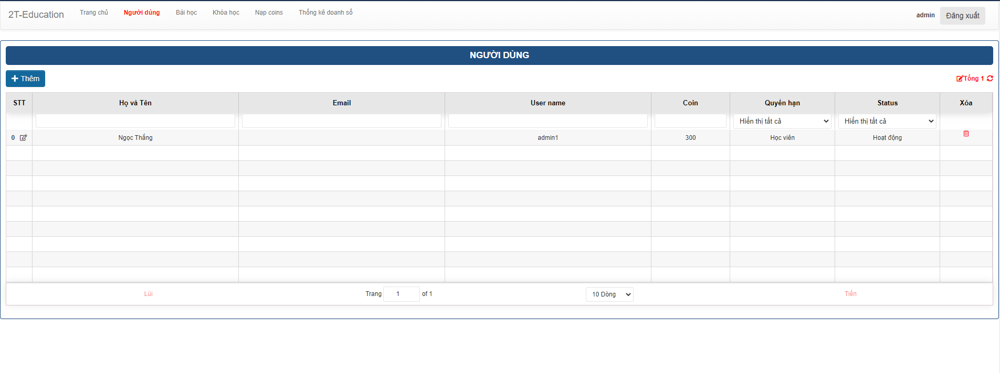 2T-Education Trang chủ Người dùng Bài học Khóa học Nạp coins Thống kê doanh số admin Đăng xuất
NGƯỜI DÙNG
Thêm Tổng 1
STT Họ và Tên Email User name Coin Quyền hạn Status Xóa
Hiển thị tất cả Hiển thị tất cả
0 Ngọc Thắng admin1 300 Học viên Hoạt động
Lùi Trang 1 of 1 10 Dòng Tiến